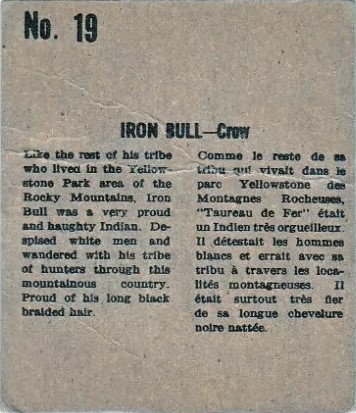 No. 19
IRON BULL—Crow
Like the rest of his tribe
who lived in the Yellow-
stone Park area of the
Rocky Mountains, Iron
Bull was a very proud
and haughty Indian. De-
spised white men and
wandered with his tribe
of hunters through this
mountainous country.
Proud of his long black
braided hair.
Comme le reste de sa
tribu qui vivait dans le
parc Yellowstone des
Montagnes Rocheuses,
"Taureau de Fer" était
un Indien très orgueilleux.
Il détestait les hommes
blancs et errait avec sa
tribu à travers les loca-
lités montagneuses. Il
était surtout très fier
de sa longue chevelure
noire nattée.